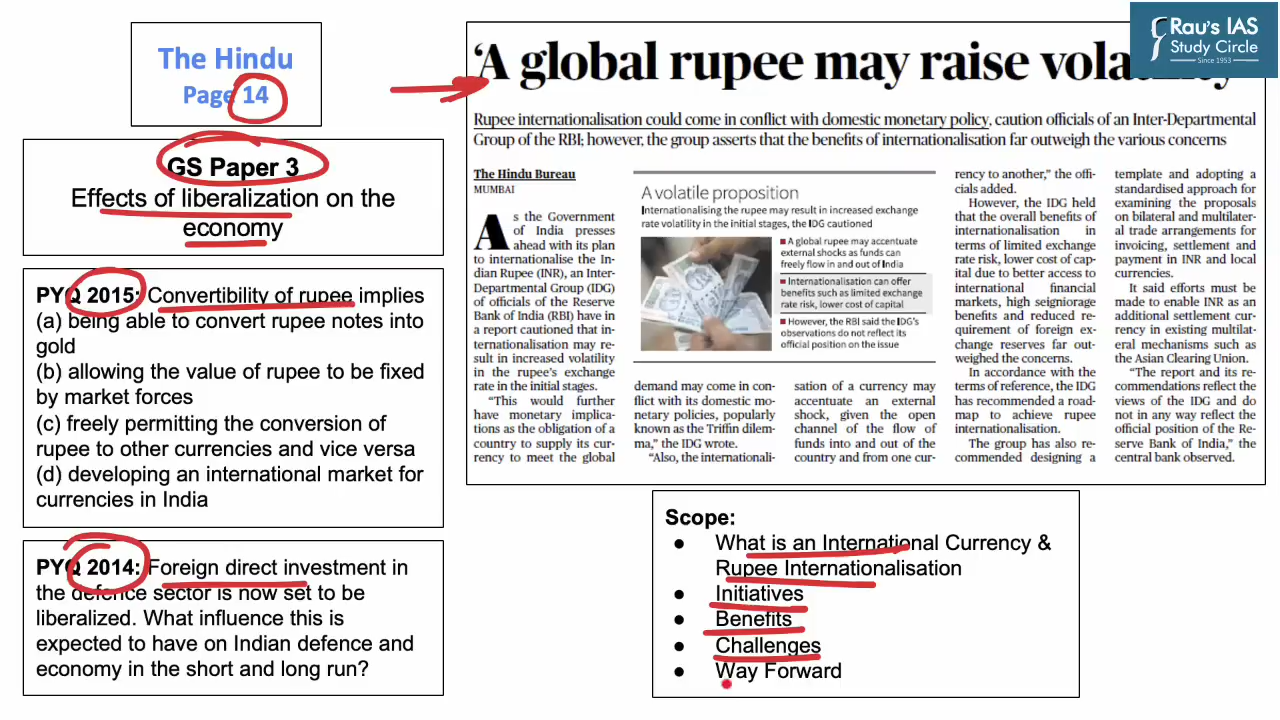 The Hindu
Page 14
GS Paper 3
Effects of liberalization on the
economy
PYQ 2015: Convertibility of rupee implies
(a) being able to convert rupee notes into
gold
(b) allowing the value of rupee to be fixed
by market forces
(c) freely permitting the conversion of
rupee to other currencies and vice versa
(d) developing an international market for
currencies in India
PYQ 2014: Foreign direct investment in
the defence sector is now set to be
liberalized. What influence this is
expected to have on Indian defence and
economy in the short and long run?
Rau's IAS
Study Circle
Since 1953
‘A global rupee may raise
Rupee internationalisation could come in conflict with domestic monetary policy, caution officials of an Inter-Departmental
Group of the RBI; however, the group asserts that the benefits of internationalisation far outweigh the various concerns
The Hindu Bureau
MUMBAI
As the Government
of India presses
ahead with its plan
to internationalise the In-
dian Rupee (INR), an Inter-
Departmental Group (IDG)
of officials of the Reserve
Bank of India (RBI) have in
a report cautioned that in-
ternationalisation may re-
sult in increased volatility
in the rupee's exchange
rate in the initial stages.
“This would further
have monetary implica-
tions as the obligation of a
country to supply its cur-
rency to meet the global
A volatile proposition
Internationalising the rupee may result in increased exchange
rate volatility in the initial stages, the IDG cautioned
■ A global rupee may accentuate
external shocks as funds can
freely flow in and out of India
■ Internationalisation can offer
benefits such as limited exchange
rate risk, lower cost of capital
■ However, the RBI said the IDG's
observations do not reflect its
official position on the issue
demand may come in con-
flict with its domestic mo-
netary policies, popularly
known as the Triffin dilem-
ma,” the IDG wrote.
“Also, the internationali-
sation of a currency may
accentuate an external
shock, given the open
channel of the flow of
funds into and out of the
country and from one cur-
rency to another,” the offi-
cials added.
However, the IDG held
that the overall benefits of
internationalisation in
terms of limited exchange
rate risk, lower cost of cap-
ital due to better access to
international financial
markets, high seigniorage
benefits and reduced re-
quirement of foreign ex-
change reserves far out-
weighed the concerns.
In accordance with the
terms of reference, the IDG
has recommended a road-
map to achieve rupee
internationalisation.
The group has also re-
commended designing a
template and adopting a
standardised approach for
examining the proposals
on bilateral and multilater-
al trade arrangements for
invoicing, settlement and
payment in INR and local
currencies.
It said efforts must be
made to enable INR as an
additional settlement cur-
rency in existing multilat-
eral mechanisms such as
the Asian Clearing Union.
“The report and its re-
commendations reflect the
views of the IDG and do
not in any way reflect the
official position of the Re-
serve Bank of India,” the
central bank observed.
Scope:
● What is an International Currency &
Rupee Internationalisation
● Initiatives
● Benefits
● Challenges
● Way Forward